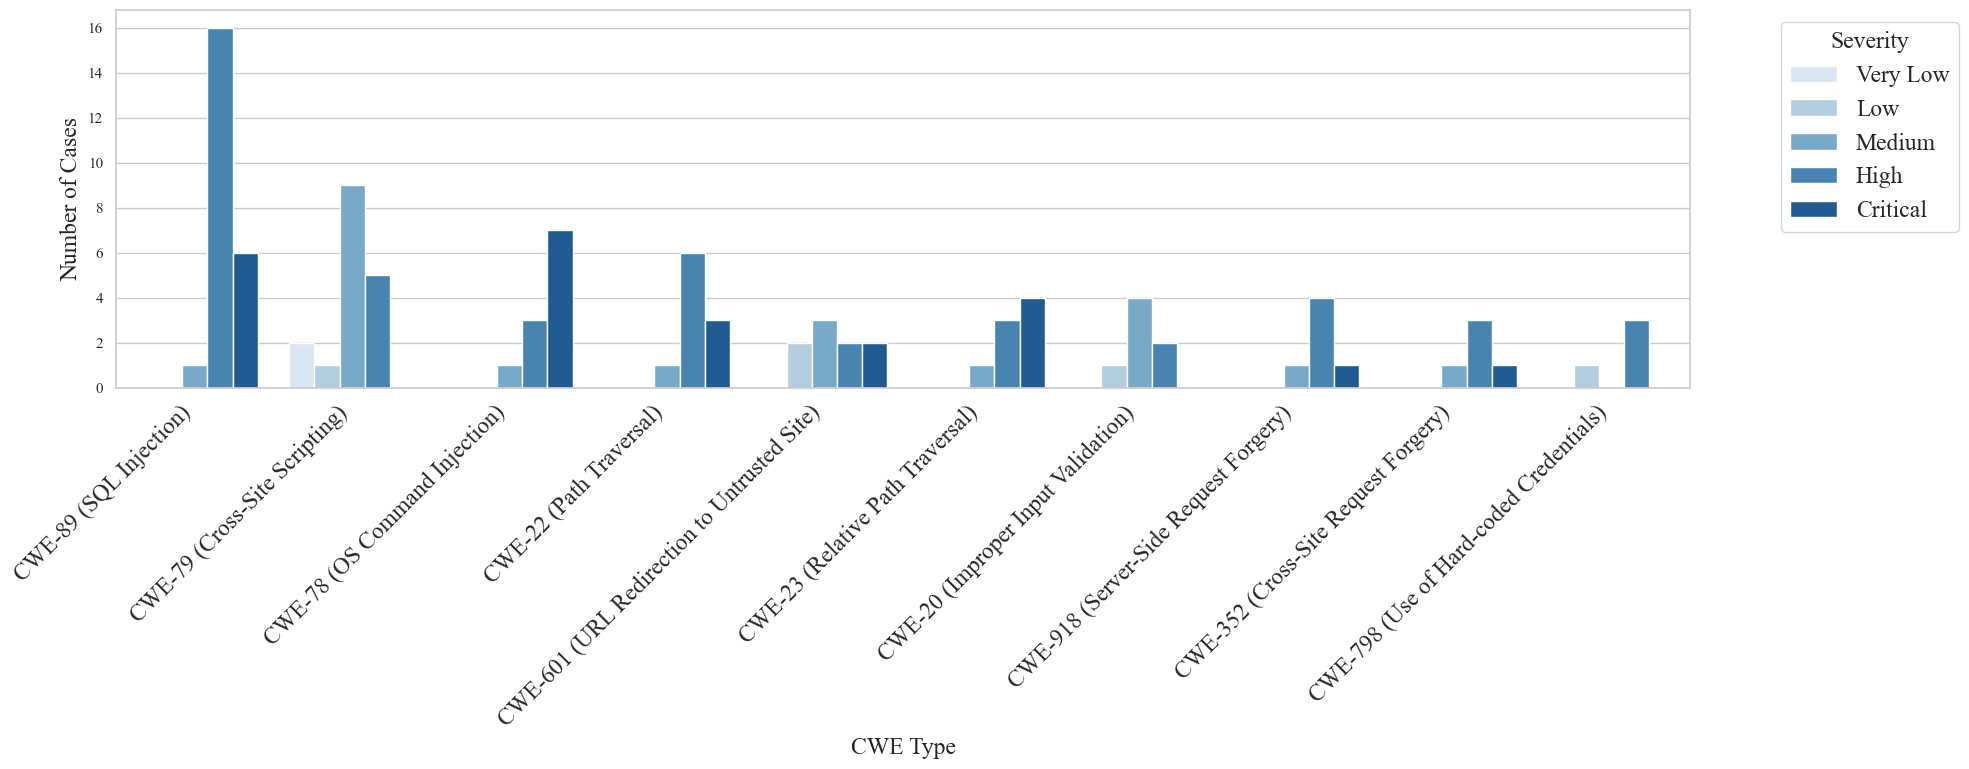 Number of Cases
16
14
12
10
8
6
4
2
0
CWE-89 (SQL Injection)
CWE-79 (Cross-Site Scripting)
CWE-78 (OS Command Injection)
CWE-22 (Path Traversal)
CWE-601 (URL Redirection to Untrusted Site)
CWE-23 (Relative Path Traversal)
CWE-20 (Improper Input Validation)
CWE-918 (Server-Side Request Forgery)
CWE-352 (Cross-Site Request Forgery)
CWE-798 (Use of Hard-coded Credentials)
CWE Type
Severity
Very Low
Low
Medium
High
Critical